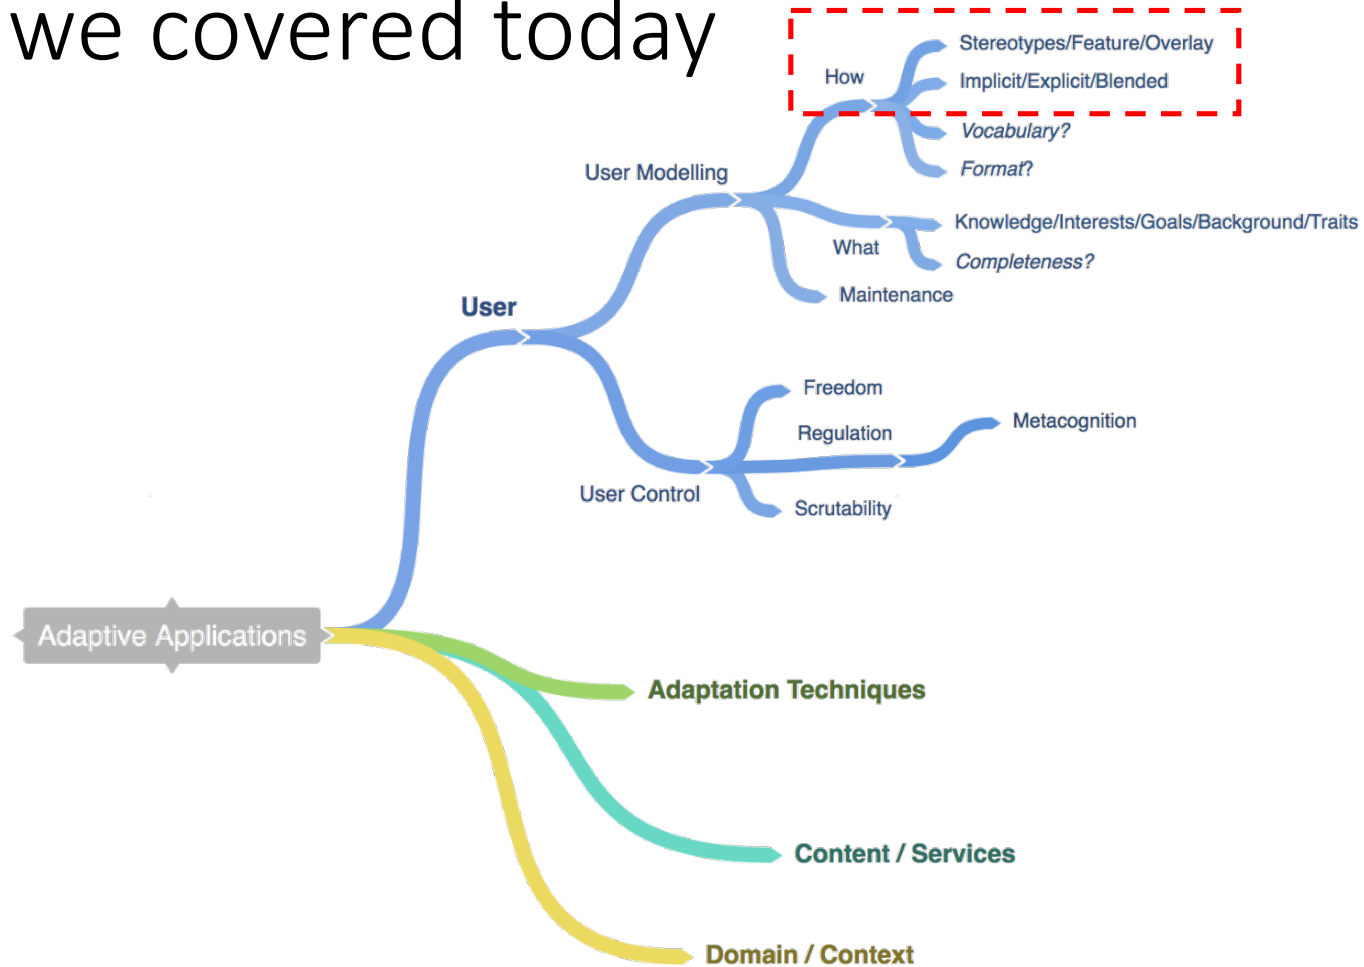 we covered today
Stereotypes/Feature/Overlay
How
Implicit/Explicit/Blended
Vocabulary?
Format?
User Modelling
Knowledge/Interests/Goals/Background/Traits
What
Completeness?
Maintenance
User
Freedom
Regulation
Metacognition
User Control
Scrutability
Adaptive Applications
Adaptation Techniques
Content / Services
Domain / Context